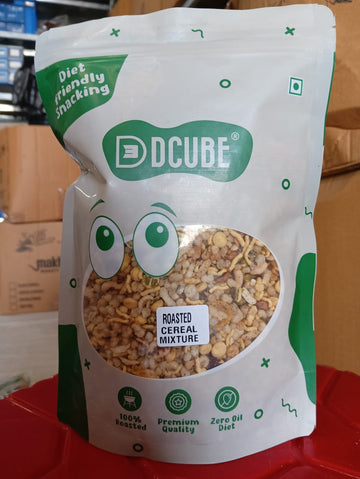 Diet
Friendly
Snacking
DCUBE®
ROASTED
CEREAL
MIXTURE
100%
Roasted
Premium
Quality
Zero Oil
Diet